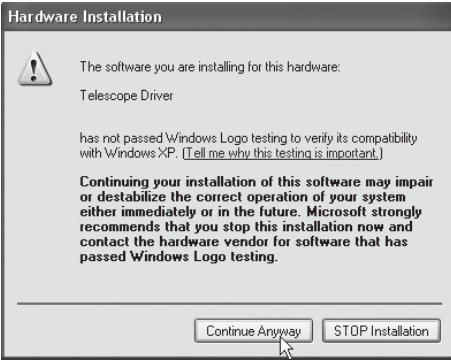 Hardware Installation
The software you are installing for this hardware:
Telescope Driver
has not passed Windows Logo testing to verify its compatibility
with Windows XP. (Tell me why this testing is important.)
Continuing your installation of this software may impair
or destabilize the correct operation of your system
either immediately or in the future. Microsoft strongly
recommends that you stop this installation now and
contact the hardware vendor for software that has
passed Windows Logo testing.
Continue Anyway
STOP Installation